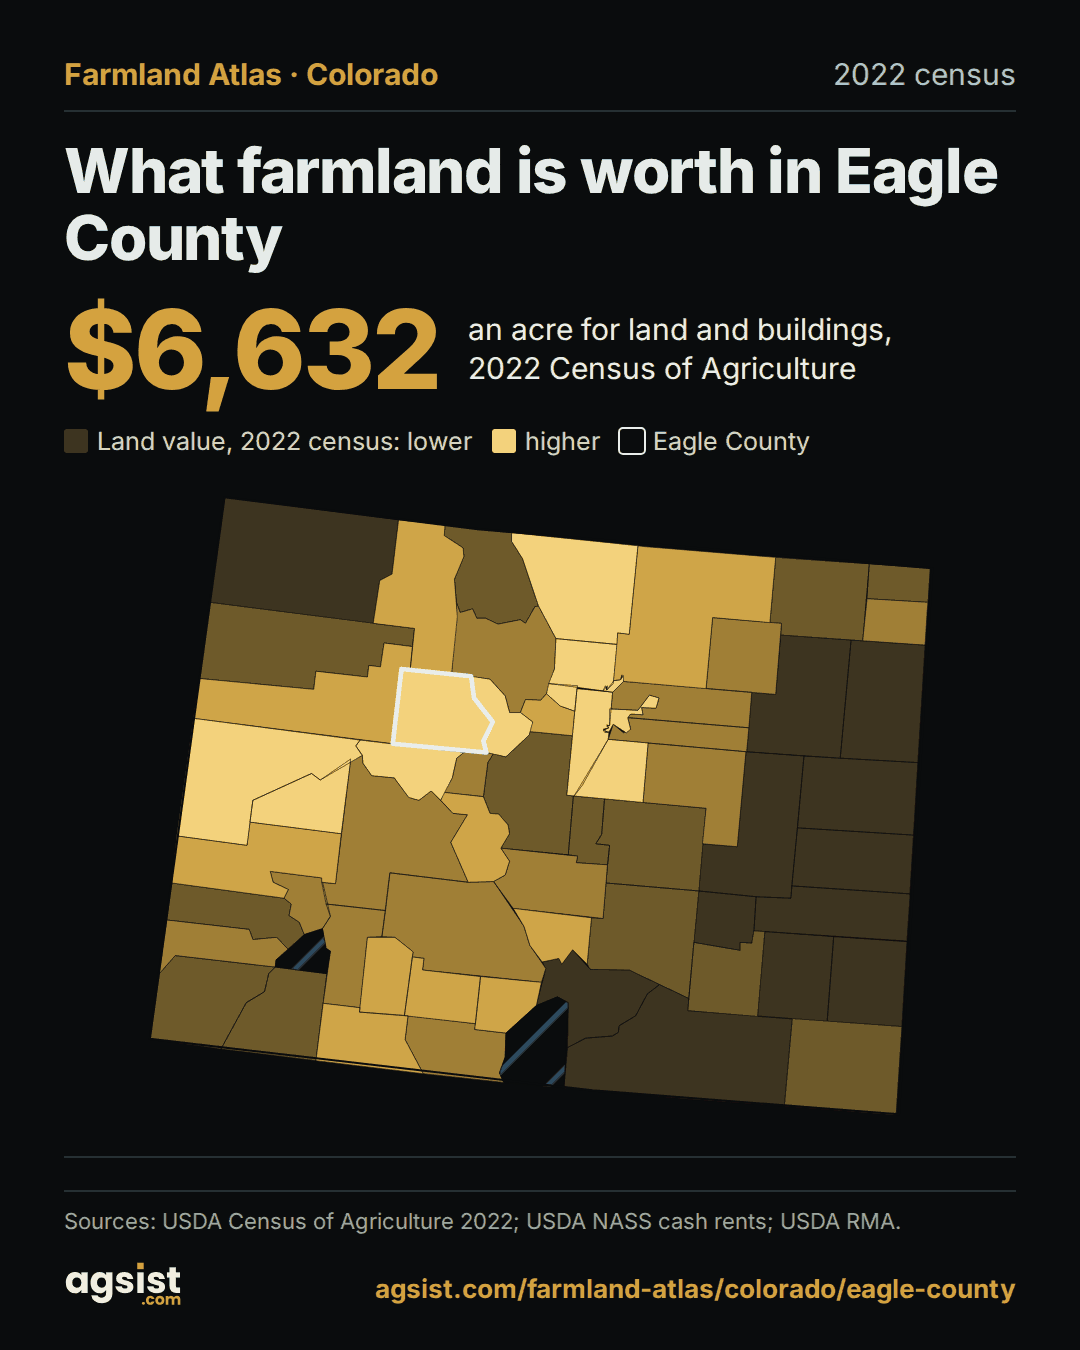 Farmland Atlas · Colorado
2022 census
What farmland is worth in Eagle
County
$6,632
an acre for land and buildings,
2022 Census of Agriculture
Land value, 2022 census: lower
higher
Eagle County
Sources: USDA Census of Agriculture 2022; USDA NASS cash rents; USDA RMA.
agsist
.com
agsist.com/farmland-atlas/colorado/eagle-county